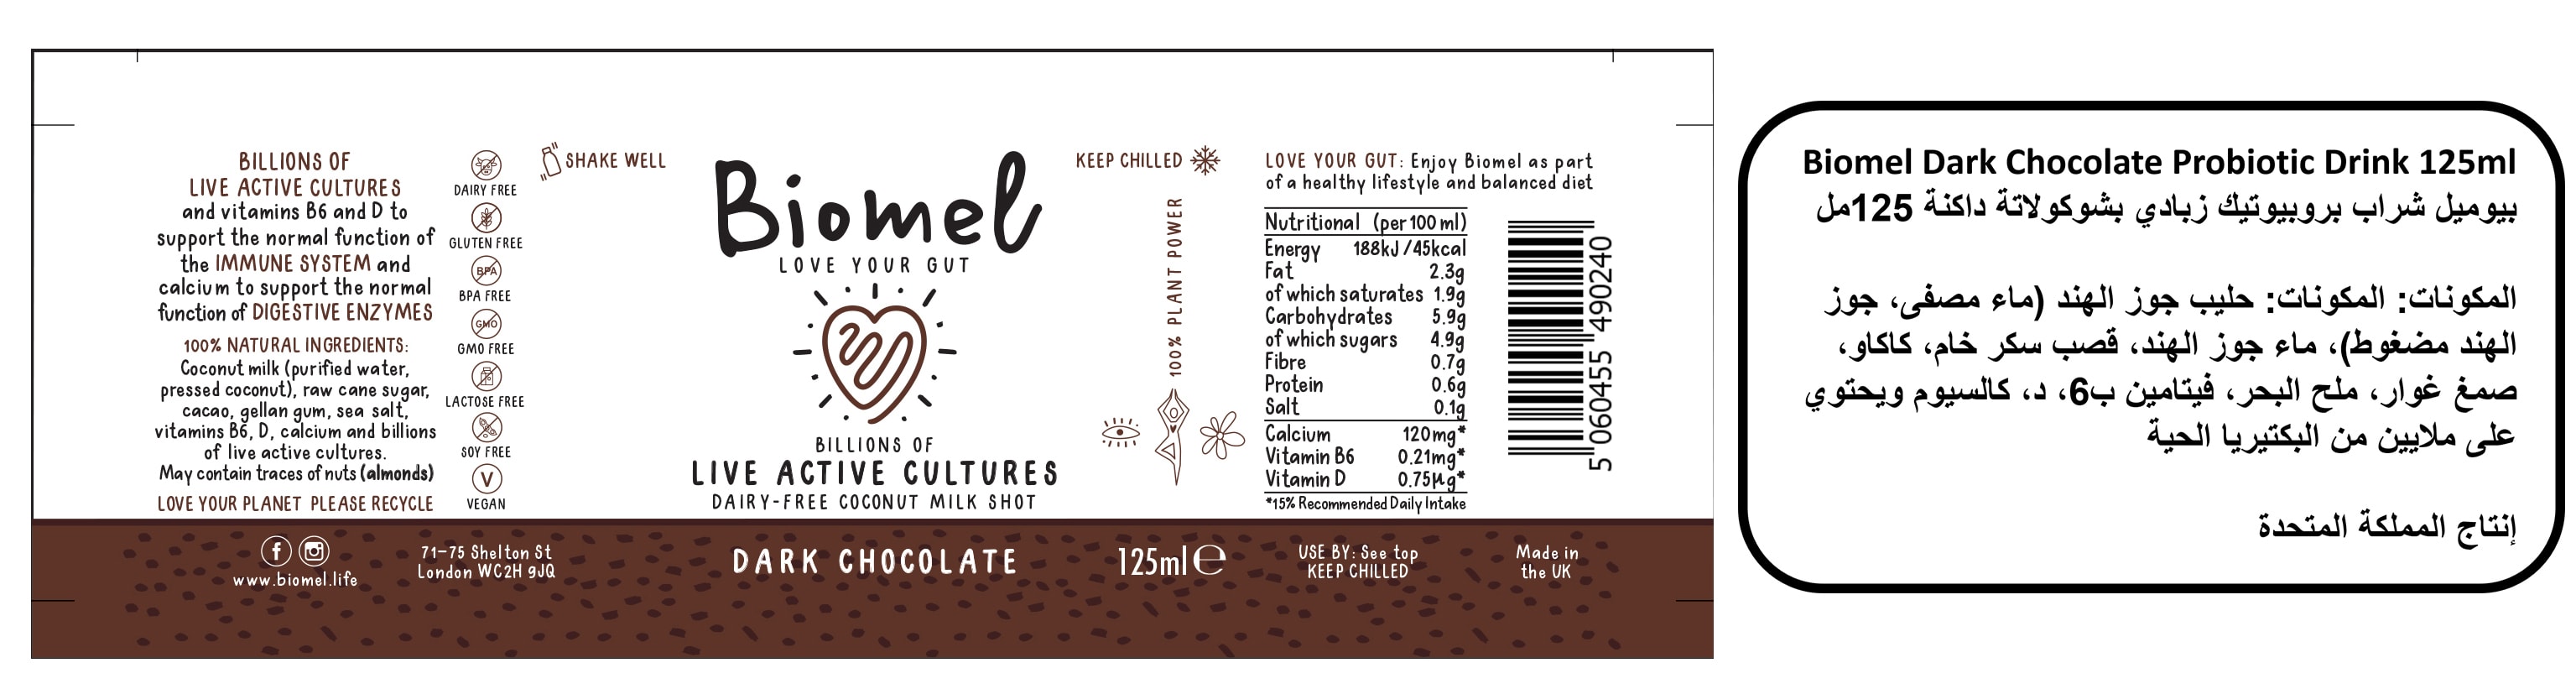 BILLIONS OF
LIVE ACTIVE CULTURES
and vitamins B6 and D to
support the normal function of
the IMMUNE SYSTEM and
calcium to support the normal
function of DIGESTIVE ENZYMES
100% NATURAL INGREDIENTS:
Coconut milk (purified water,
pressed coconut), raw cane sugar,
cacao, gellan gum, sea salt,
vitamins B6, D, calcium and billions
of live active cultures.
May contain traces of nuts (almonds)
LOVE YOUR PLANET PLEASE RECYCLE
DAIRY FREE
GLUTEN FREE
BPA
BPA FREE
GMO
GMO FREE
LACTOSE FREE
SOY FREE
V
VEGAN
SHAKE WELL
Biomel
LOVE YOUR GUT
BILLIONS OF
LIVE ACTIVE CULTURES
DAIRY-FREE COCONUT MILK SHOT
KEEP CHILLED
100% PLANT POWER
LOVE YOUR GUT: Enjoy Biomel as part
of a healthy lifestyle and balanced diet
Nutritional (per 100 ml)
Energy 188kJ/45kcal
Fat 2.3g
of which saturates 1.9g
Carbohydrates 5.9g
of which sugars 4.9g
Fibre 0.7g
Protein 0.6g
Salt 0.1g
Calcium 120mg*
Vitamin B6 0.21mg*
Vitamin D 0.75µg*
*15% Recommended Daily Intake
5 060455 490240
f
www.biomel.life
71-75 Shelton St
London WC2H 9JQ
DARK CHOCOLATE
125ml e
USE BY: See top
KEEP CHILLED
Made in
the UK
Biomel Dark Chocolate Probiotic Drink 125ml
بيوميل شراب بروبيوتيك زبادي بشوكولاتة داكنة 125مل
المكونات: المكونات: حليب جوز الهند (ماء مصفى، جوز
الهند مضغوط)، ماء جوز الهند، قصب سكر خام، كاكاو،
صمغ غوار، ملح البحر، فيتامين ب6، د، كالسيوم ويحتوي
على ملايين من البكتيريا الحية
إنتاج المملكة المتحدة